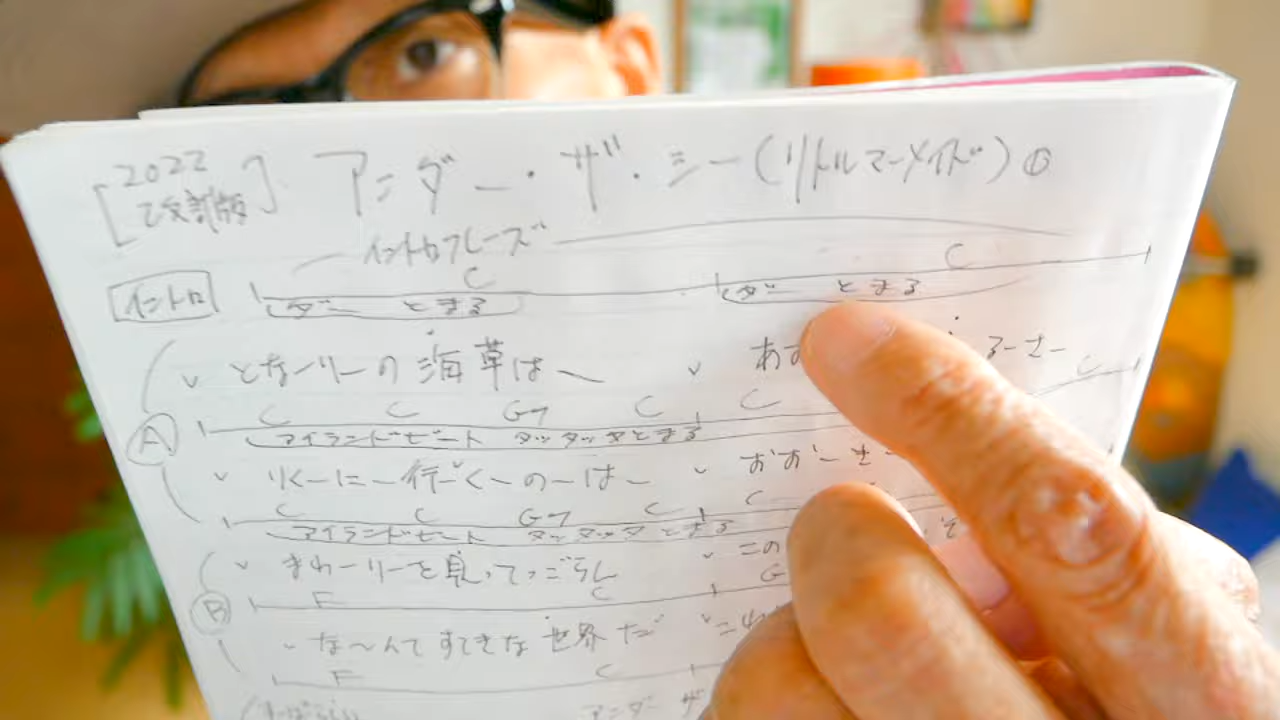 [2022 改訂版] アンダー・ザ・シー(リトルマーメイド)①
イントロフレーズ
C C
イントロ
ダー とまる ダー とまる
となーりーの海草は〜 あお るーさー
C C G7 C C C
A
アイランドビート タッタッタとまる
りくーにー行ーくーのーはー おおーき
C C G7 C C
アイランドビート タッタッタとまる
まわーりーを見ってごらん この
F C G
B
な〜んてすてきな世界だ
F C
すばらしい アンダー ザ